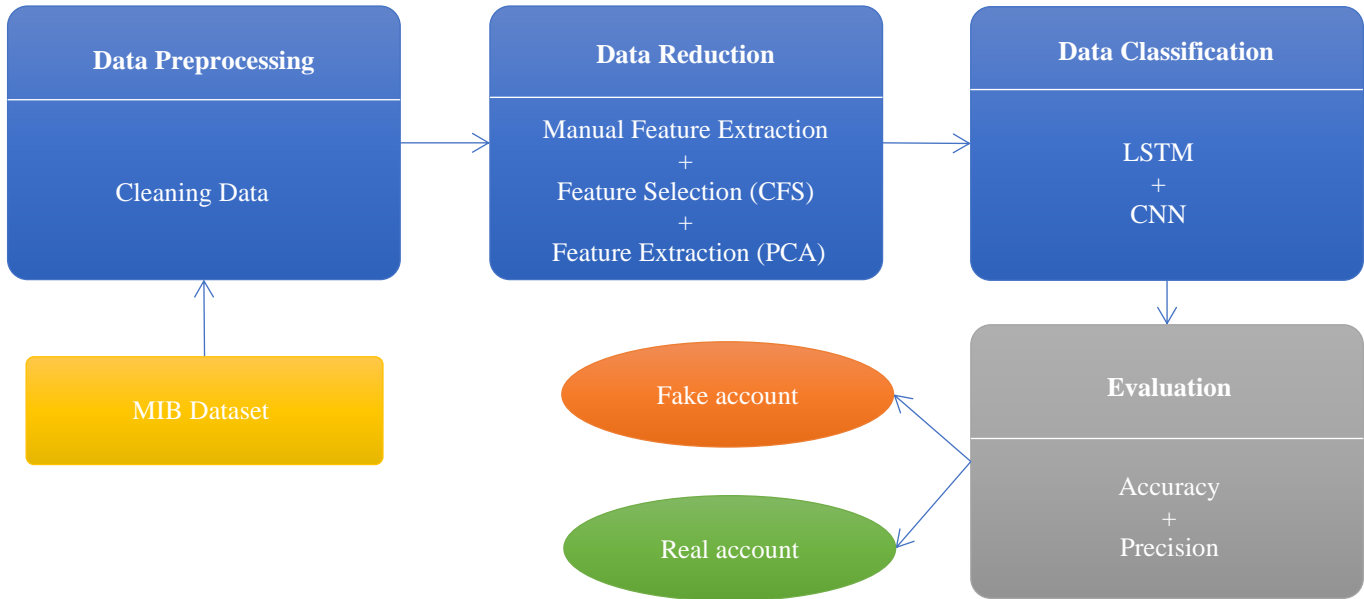 Data Preprocessing
Cleaning Data
Data Reduction
Manual Feature Extraction
+
Feature Selection (CFS)
+
Feature Extraction (PCA)
Data Classification
LSTM
+
CNN
MIB Dataset
Fake account
Real account
Evaluation
Accuracy
+
Precision